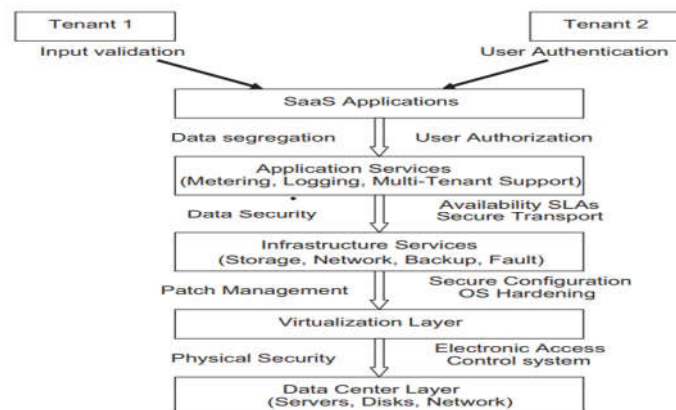 Tenant 1
Tenant 2
Input validation
User Authentication
SaaS Applications
Data segregation
User Authorization
Application Services
(Metering, Logging, Multi-Tenant Support)
Data Security
Availability SLAs
Secure Transport
Infrastructure Services
(Storage, Network, Backup, Fault)
Patch Management
Secure Configuration
OS Hardening
Virtualization Layer
Physical Security
Electronic Access
Control system
Data Center Layer
(Servers, Disks, Network)